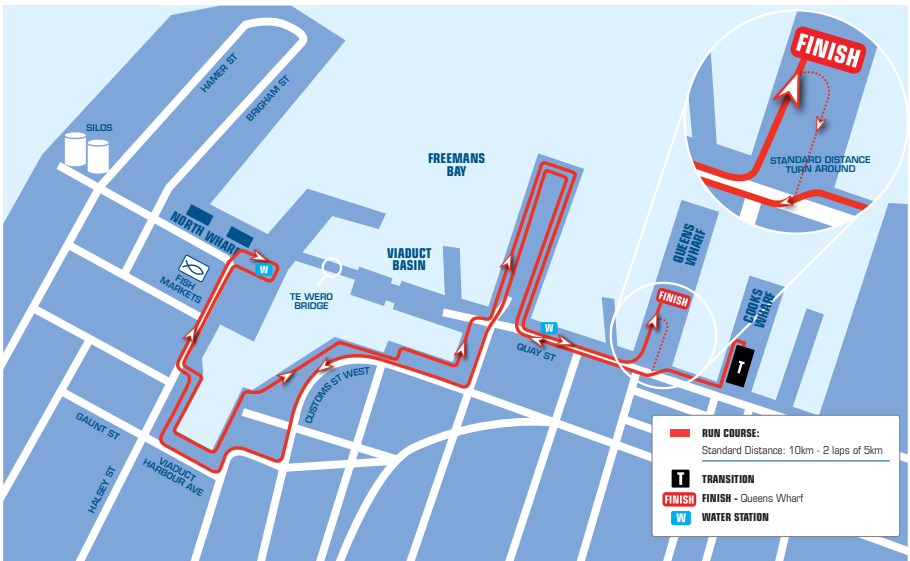 HAMER ST
BRIGHAM ST
SILOS
FREEMANS
BAY
NORTH WHARF
W
FISH
MARKETS
TE WERO
BRIDGE
VIADUCT
BASIN
QUEENS
WHARF
FINISH
COOKS
WHARF
T
W
QUAY ST
CUSTOMS ST WEST
GAUNT ST
HALSEY ST
VIADUCT
HARBOUR AVE
FINISH
STANDARD DISTANCE
TURN AROUND
RUN COURSE:
Standard Distance: 10km - 2 laps of 5km
T TRANSITION
FINISH FINISH - Queens Wharf
W WATER STATION